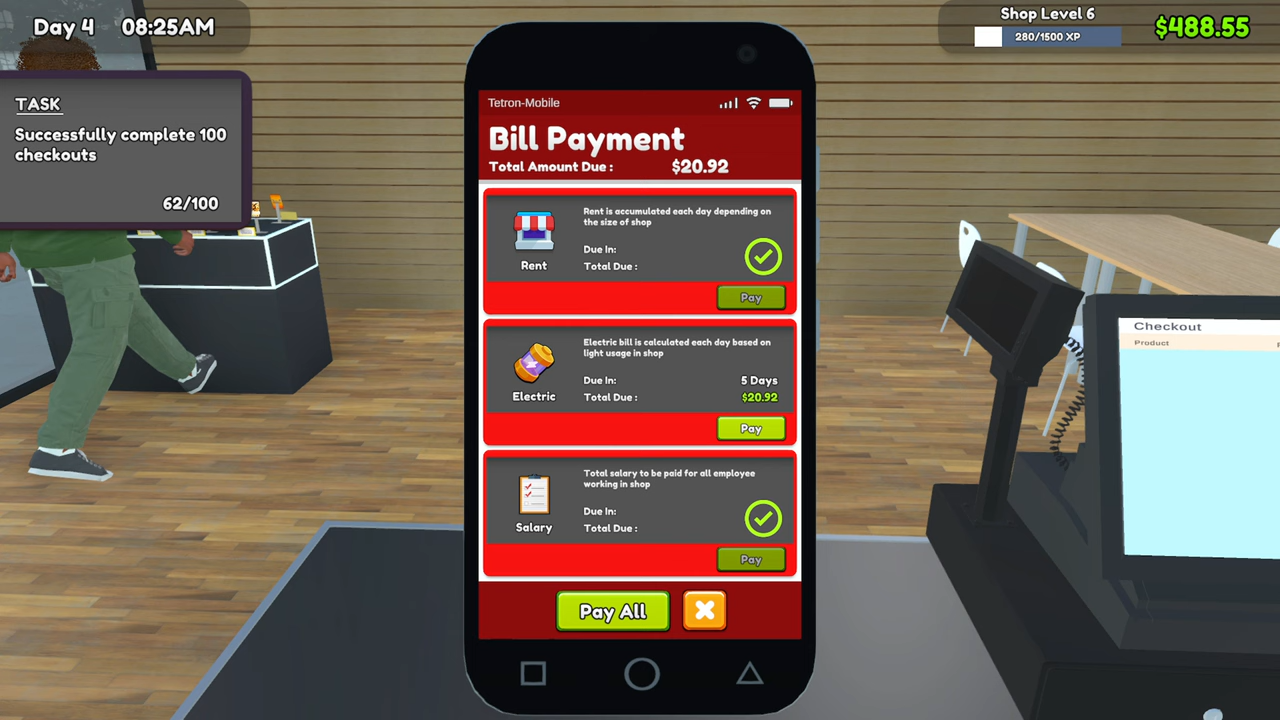 Day 4 08:25AM
Shop Level 6
280/1500 XP
$488.55
TASK
Successfully complete 100
checkouts
62/100
Tetron-Mobile
Bill Payment
Total Amount Due : $20.92
Rent is accumulated each day depending on
the size of shop
Due In:
Total Due :
Rent
Pay
Electric bill is calculated each day based on
light usage in shop
Due In: 5 Days
Total Due : $20.92
Electric
Pay
Total salary to be paid for all employee
working in shop
Due In:
Total Due :
Salary
Pay
Pay All
Checkout
Product